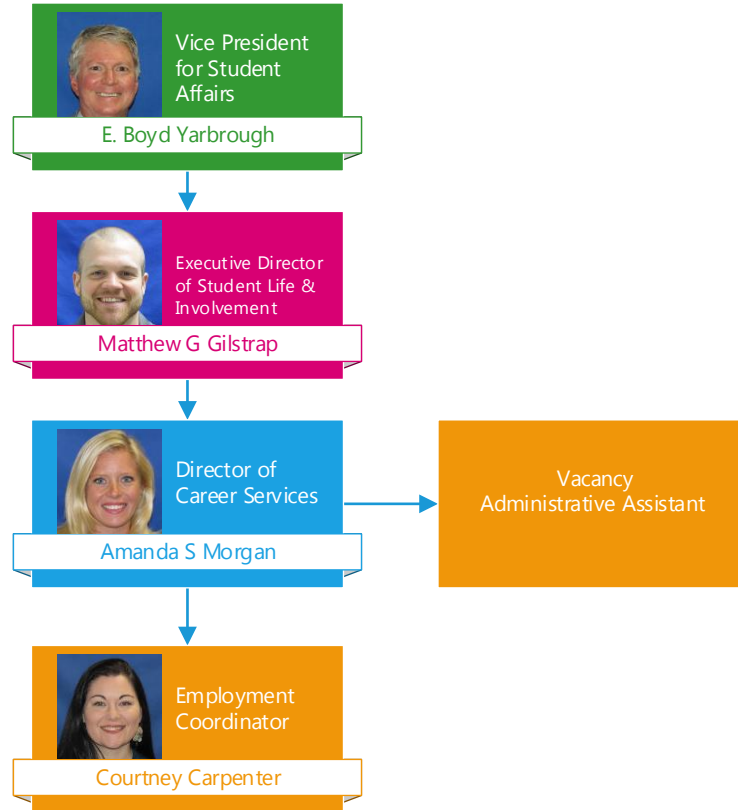 Vice President
for Student
Affairs
E. Boyd Yarbrough
Executive Director
of Student Life &
Involvement
Matthew G Gilstrap
Director of
Career Services
Amanda S Morgan
Vacancy
Administrative Assistant
Employment
Coordinator
Courtney Carpenter